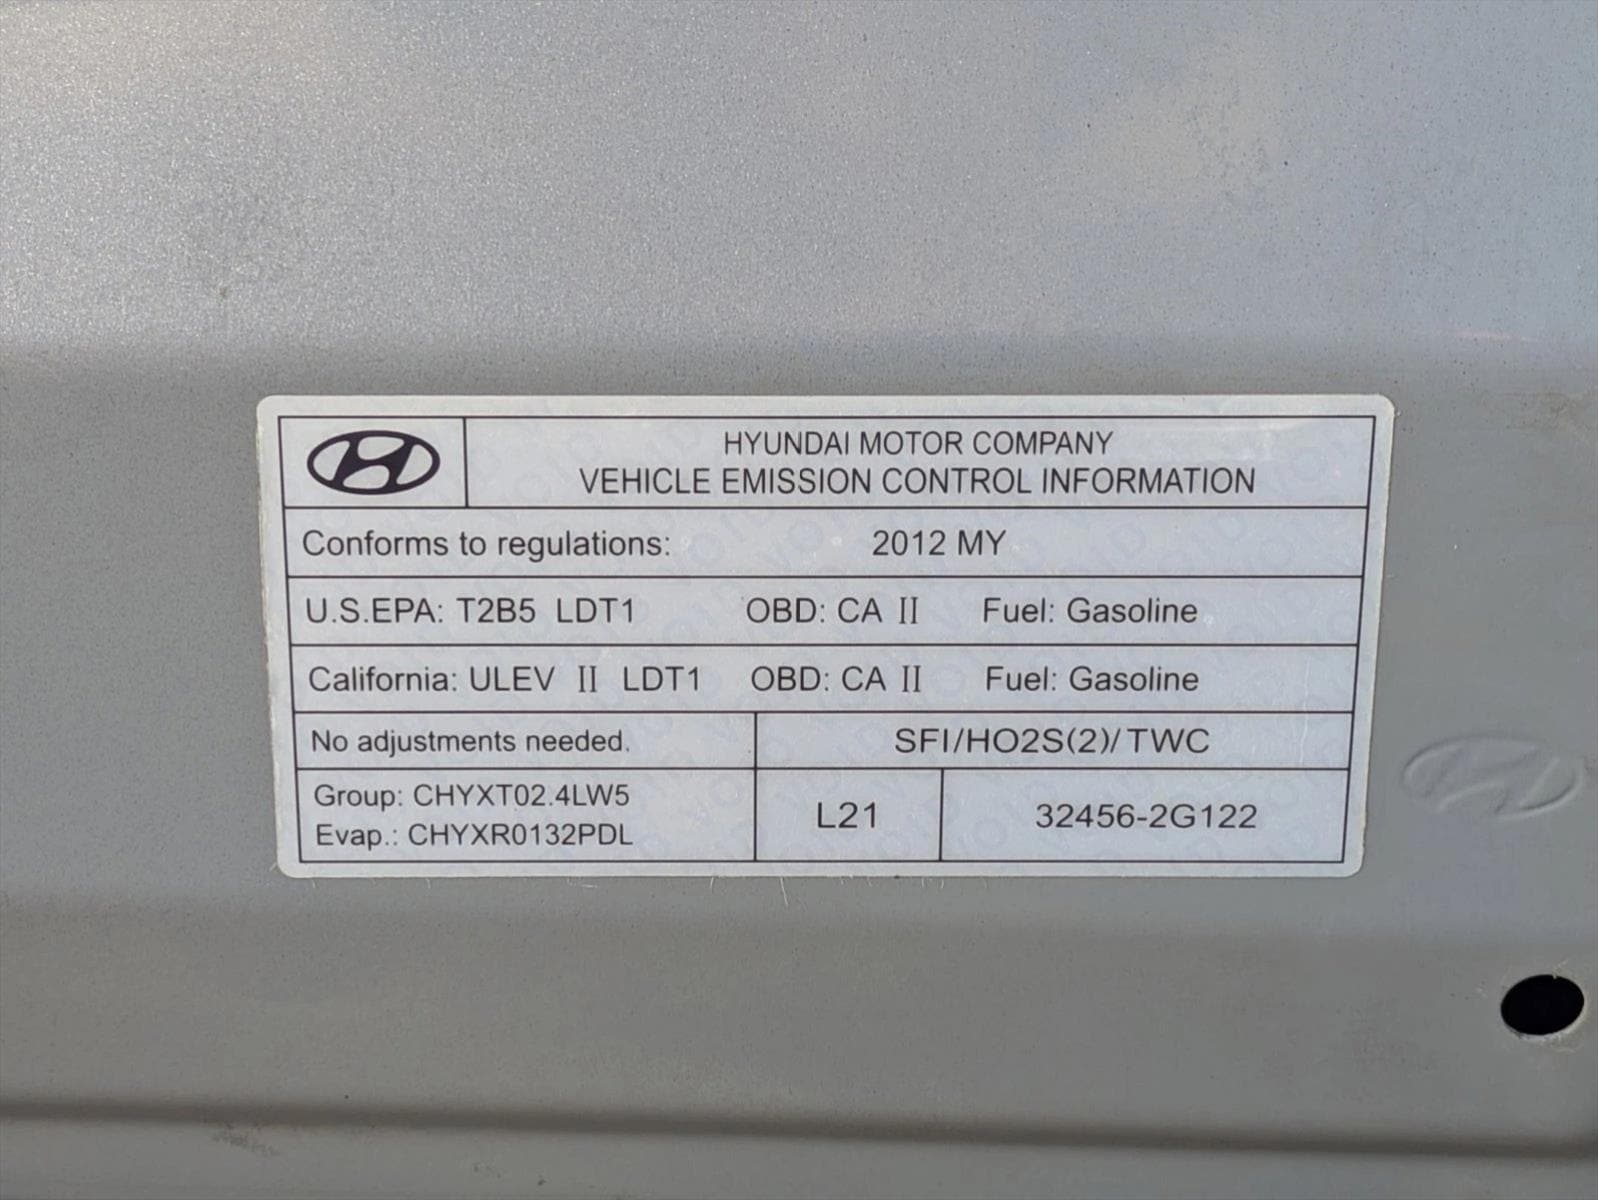 HYUNDAI MOTOR COMPANY
VEHICLE EMISSION CONTROL INFORMATION
Conforms to regulations: 2012 MY
U.S.EPA: T2B5 LDT1 OBD: CA II Fuel: Gasoline
California: ULEV II LDT1 OBD: CA II Fuel: Gasoline
No adjustments needed. SFI/HO2S(2)/TWC
Group: CHYXT02.4LW5
Evap.: CHYXR0132PDL
L21 32456-2G122